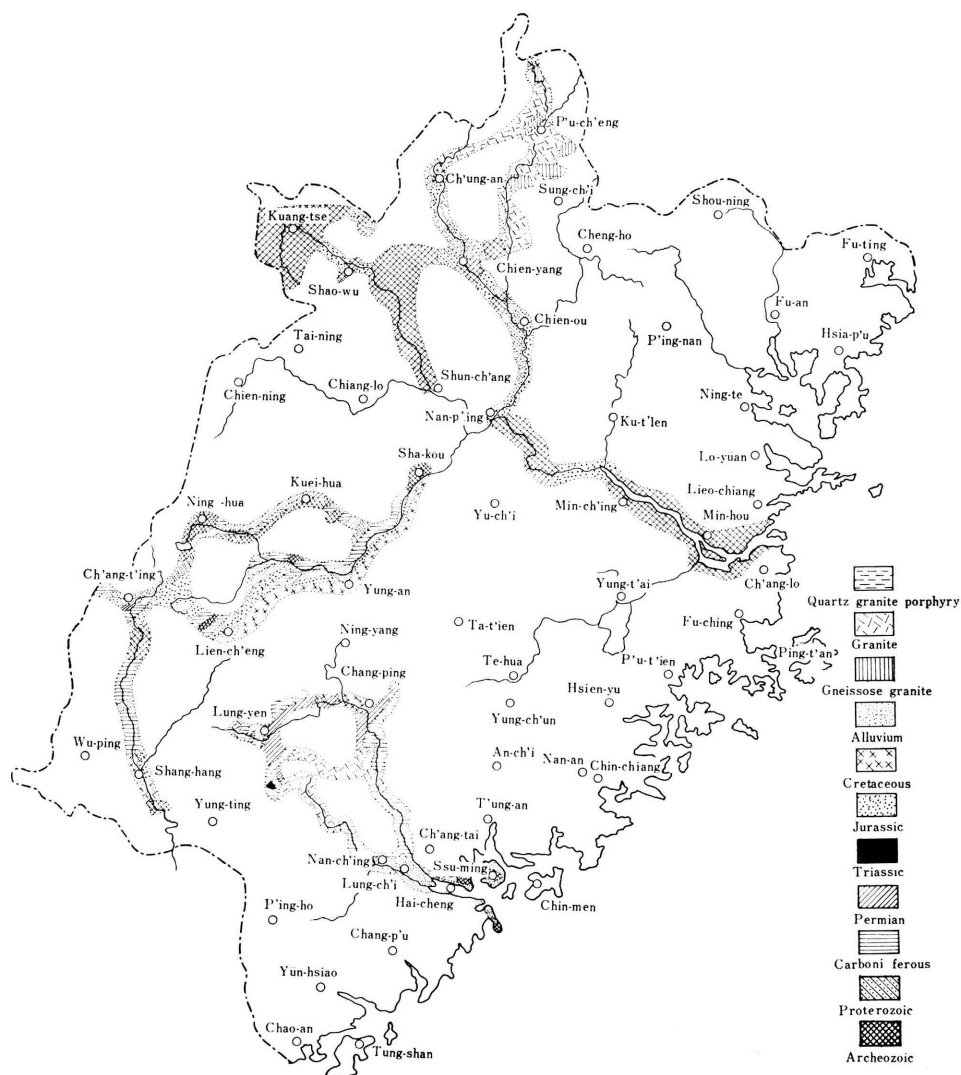 P'u-ch'eng
Ch'ung-an
Sung-ch'i
Shou-ning
Kuang-tse
Cheng-ho
Fu-ting
Chien-yang
Shao-wu
Fu-an
Chien-ou
P'ing-nan
Hsia-p'u
Tai-ning
Shun-ch'ang
Chien-ning
Chiang-lo
Ning-te
Nan-p'ing
Ku-t'len
Sha-kou
Lo-yuan
Kuei-hua
Lieo-chiang
Ning-hua
Yu-ch'i
Min-ch'ing
Min-hou
Ch'ang-t'ing
Ch'ang-lo
Yung-an
Yung-t'ai
Fu-ching
Ta-t'ien
Lien-ch'eng
Ning-yang
Ping-t'an
Te-hua
P'u-t'ien
Chang-ping
Hsien-yu
Lung-yen
Yung-ch'un
Wu-ping
An-ch'i
Nan-an
Chin-chiang
Shang-hang
Yung-ting
T'ung-an
Ch'ang-tai
Nan-ch'ing
Ssu-ming
Lung-ch'i
Hai-cheng
Chin-men
P'ing-ho
Chang-p'u
Yün-hsiao
Chao-an
Tung-shan
Quartz granite porphyry
Granite
Gneissose granite
Alluvium
Cretaceous
Jurassic
Triassic
Permian
Carboni ferous
Proterozoic
Archeozoic